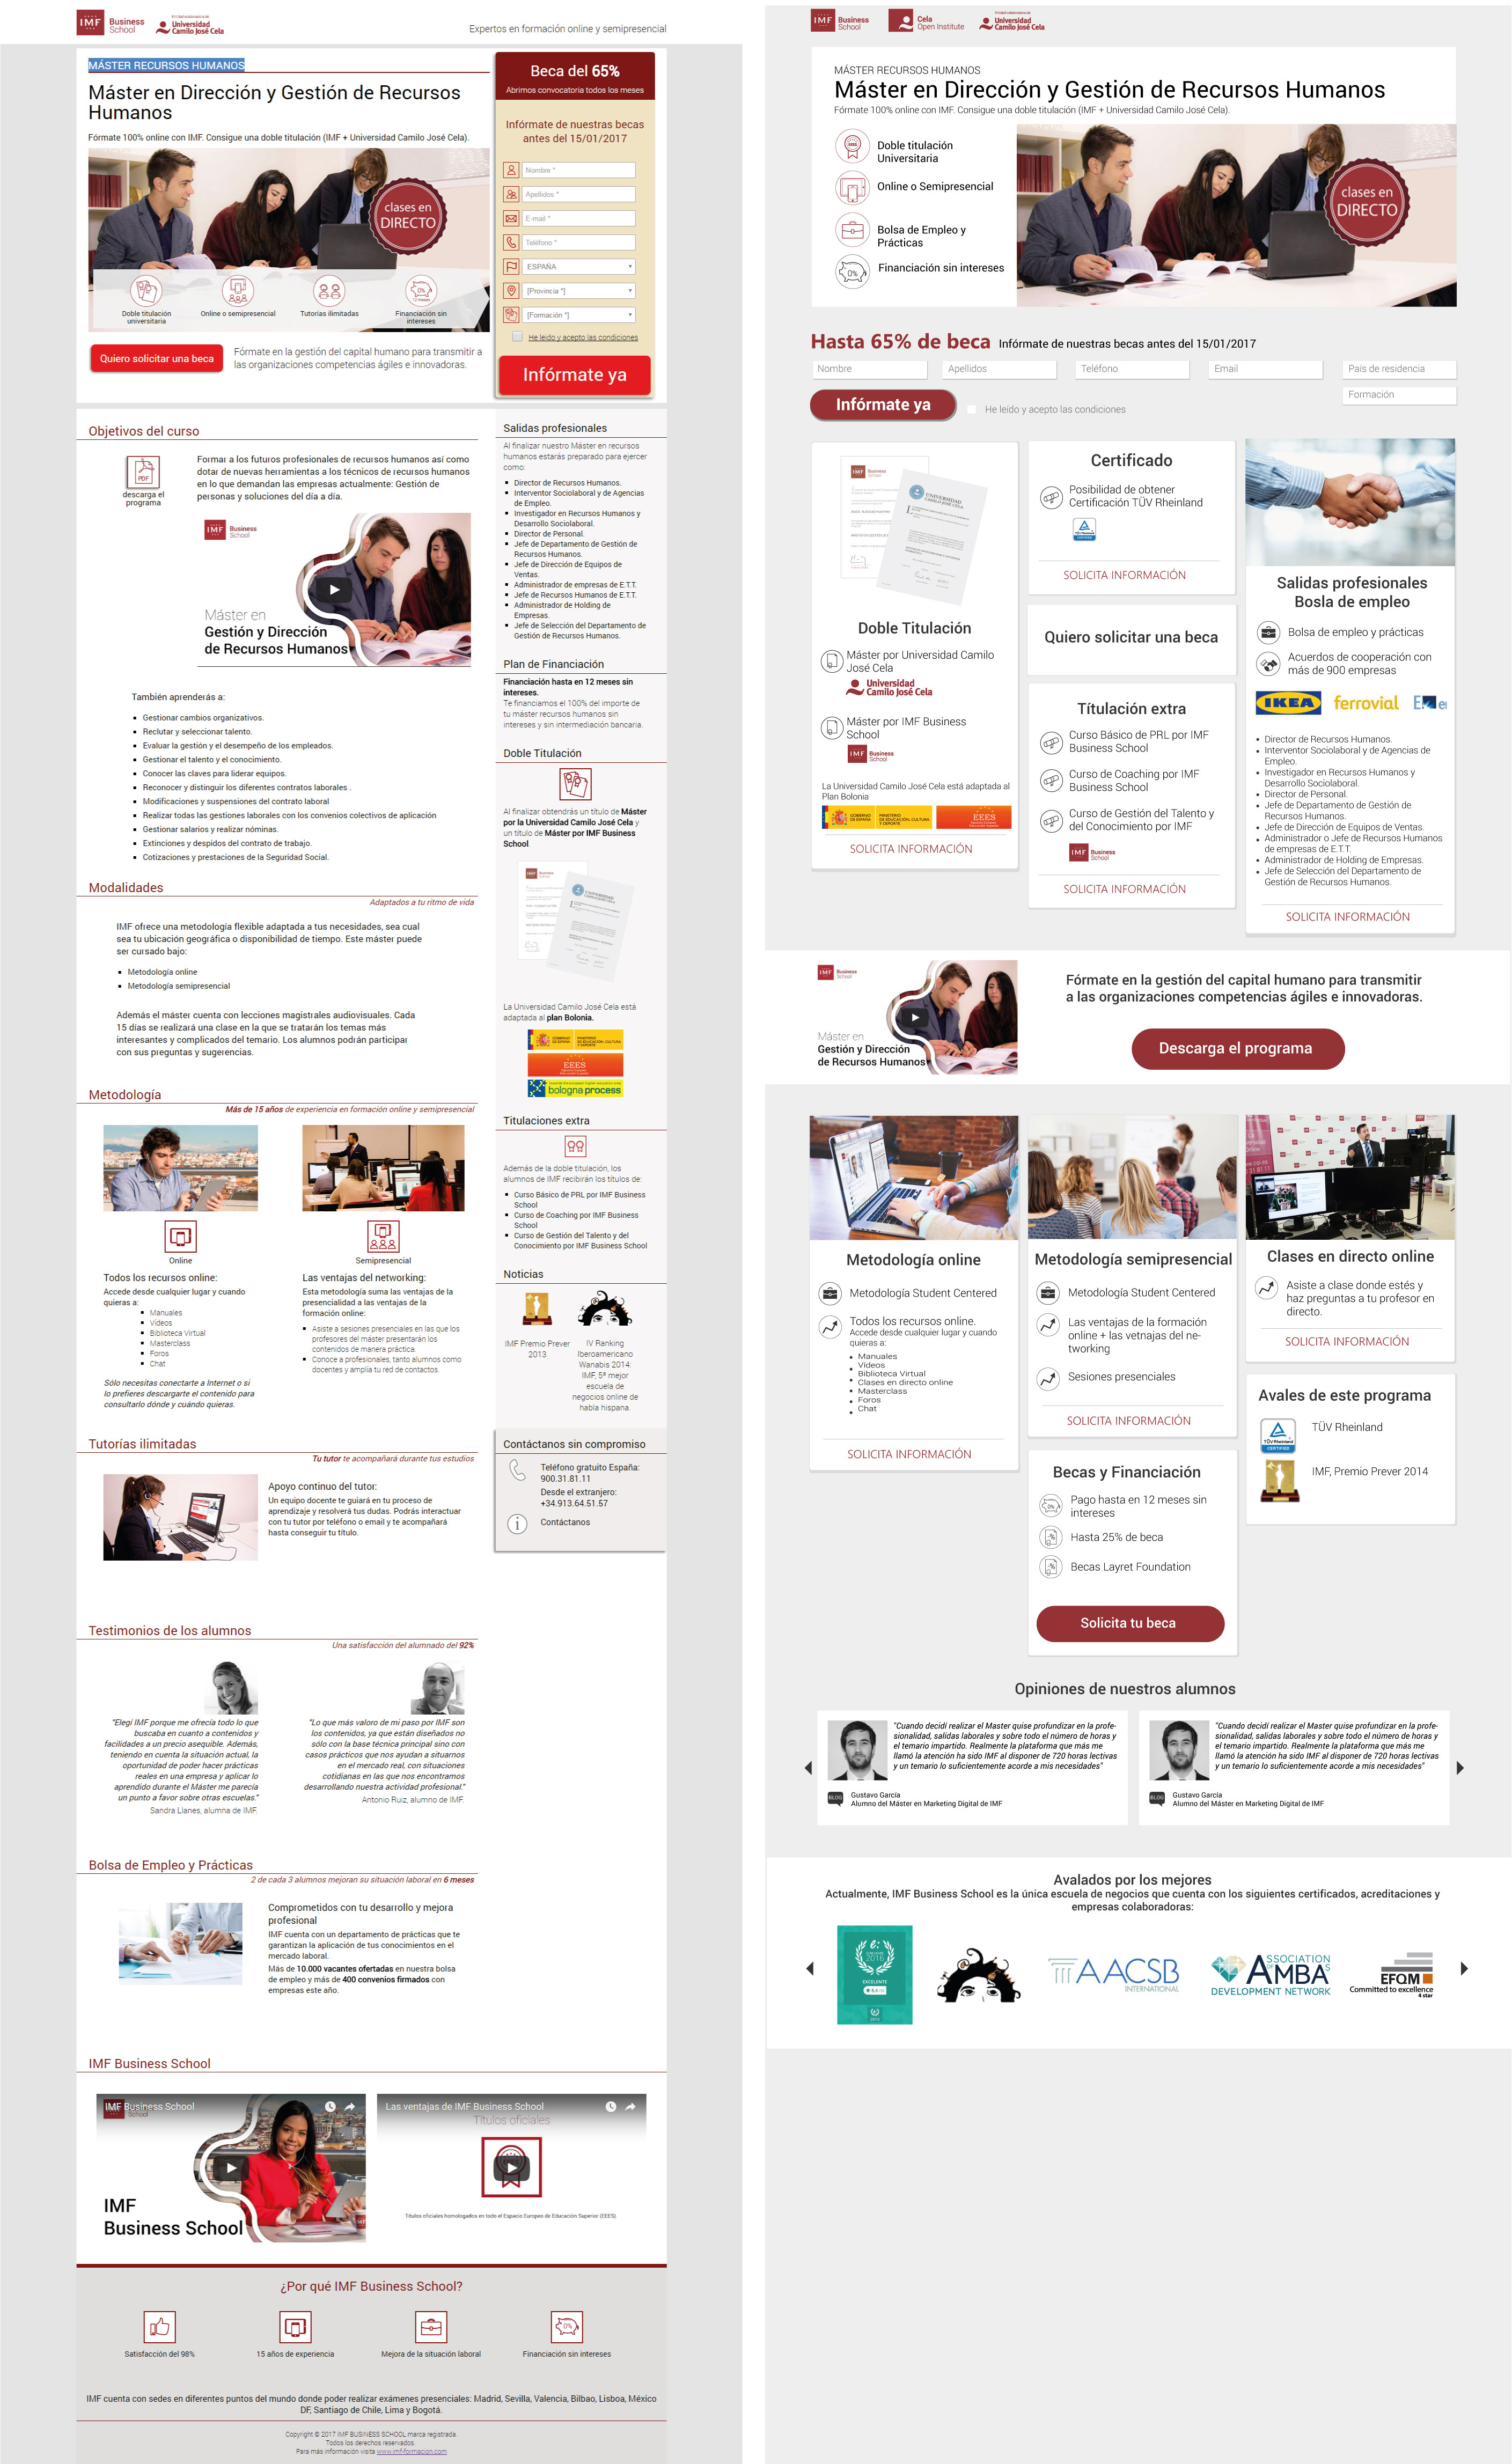 IMF Business School
Entidad colaboradora de
Universidad
Camilo José Cela
Expertos en formación online y semipresencial
MÁSTER RECURSOS HUMANOS
Máster en Dirección y Gestión de Recursos
Humanos
Fórmate 100% online con IMF. Consigue una doble titulación (IMF + Universidad Camilo José Cela).
clases en
DIRECTO
Doble titulación
universitaria
Online o semipresencial
Tutorías ilimitadas
0%
12 meses
Financiación sin
intereses
Quiero solicitar una beca
Fórmate en la gestión del capital humano para transmitir a
las organizaciones competencias ágiles e innovadoras.
Beca del 65%
Abrimos convocatoria todos los meses
Infórmate de nuestras becas
antes del 15/01/2017
Nombre *
Apellidos *
E-mail *
Teléfono *
ESPAÑA
[Provincia *]
[Formación *]
He leído y acepto las condiciones
Infórmate ya
Objetivos del curso
PDF
descarga el
programa
Formar a los futuros profesionales de recursos humanos así como
dotar de nuevas herramientas a los técnicos de recursos humanos
en lo que demandan las empresas actualmente: Gestión de
personas y soluciones del día a día.
IMF Business School
Máster en
Gestión y Dirección
de Recursos Humanos
También aprenderás a:
Gestionar cambios organizativos.
Reclutar y seleccionar talento.
Evaluar la gestión y el desempeño de los empleados.
Gestionar el talento y el conocimiento.
Conocer las claves para liderar equipos.
Reconocer y distinguir los diferentes contratos laborales .
Modificaciones y suspensiones del contrato laboral
Realizar todas las gestiones laborales con los convenios colectivos de aplicación
Gestionar salarios y realizar nóminas.
Extinciones y despidos del contrato de trabajo.
Cotizaciones y prestaciones de la Seguridad Social.
Modalidades
Adaptados a tu ritmo de vida
IMF ofrece una metodología flexible adaptada a tus necesidades, sea cual
sea tu ubicación geográfica o disponibilidad de tiempo. Este máster puede
ser cursado bajo:
Metodología online
Metodología semipresencial
Además el máster cuenta con lecciones magistrales audiovisuales. Cada
15 días se realizará una clase en la que se tratarán los temas más
interesantes y complicados del temario. Los alumnos podrán participar
con sus preguntas y sugerencias.
Metodología
Más de 15 años de experiencia en formación online y semipresencial
Online
Todos los recursos online:
Accede desde cualquier lugar y cuando
quieras a:
Manuales
Vídeos
Biblioteca Virtual
Masterclass
Foros
Chat
Sólo necesitas conectarte a Internet o si
lo prefieres descargarte el contenido para
consultarlo dónde y cuándo quieras.
Semipresencial
Las ventajas del networking:
Esta metodología suma las ventajas de la
presencialidad a las ventajas de la
formación online:
Asiste a sesiones presenciales en las que los
profesores del máster presentarán los
contenidos de manera práctica.
Conoce a profesionales, tanto alumnos como
docentes y amplía tu red de contactos.
Tutorías ilimitadas
Tu tutor te acompañará durante tus estudios
Apoyo continuo del tutor:
Un equipo docente te guiará en tu proceso de
aprendizaje y resolverá tus dudas. Podrás interactuar
con tu tutor por teléfono o email y te acompañará
hasta conseguir tu título.
Testimonios de los alumnos
Una satisfacción del alumnado del 92%
"Elegí IMF porque me ofrecía todo lo que
buscaba en cuanto a contenidos y
facilidades a un precio asequible. Además,
teniendo en cuenta la situación actual, la
oportunidad de poder hacer prácticas
reales en una empresa y aplicar lo
aprendido durante el Máster me parecía
un punto a favor sobre otras escuelas."
Sandra Llanes, alumna de IMF.
"Lo que más valoro de mi paso por IMF son
los contenidos, ya que están diseñados no
sólo con la base técnica principal sino con
casos prácticos que nos ayudan a situarnos
en el mercado real, con situaciones
cotidianas en las que nos encontramos
desarrollando nuestra actividad profesional."
Antonio Ruiz, alumno de IMF.
Bolsa de Empleo y Prácticas
2 de cada 3 alumnos mejoran su situación laboral en 6 meses
Comprometidos con tu desarrollo y mejora
profesional
IMF cuenta con un departamento de prácticas que te
garantizan la aplicación de tus conocimientos en el
mercado laboral.
Más de 10.000 vacantes ofertadas en nuestra bolsa
de empleo y más de 400 convenios firmados con
empresas este año.
Salidas profesionales
Al finalizar nuestro Máster en recursos
humanos estarás preparado para ejercer
como:
Director de Recursos Humanos.
Interventor Sociolaboral y de Agencias
de Empleo.
Investigador en Recursos Humanos y
Desarrollo Sociolaboral.
Director de Personal.
Jefe de Departamento de Gestión de
Recursos Humanos.
Jefe de Dirección de Equipos de
Ventas.
Administrador de empresas de E.T.T.
Jefe de Recursos Humanos de E.T.T.
Administrador de Holding de
Empresas.
Jefe de Selección del Departamento de
Gestión de Recursos Humanos.
Plan de Financiación
Financiación hasta en 12 meses sin
intereses.
Te financiamos el 100% del importe de
tu máster recursos humanos sin
intereses y sin intermediación bancaria.
Doble Titulación
Al finalizar obtendrás un título de Máster
por la Universidad Camilo José Cela y
un título de Máster por IMF Business
School.
UNIVERSIDAD
La Universidad Camilo José Cela está
adaptada al plan Bolonia.
GOBIERNO DE ESPAÑA
MINISTERIO DE EDUCACIÓN, CULTURA Y DEPORTE
EEES
bologna process
Titulaciones extra
Además de la doble titulación, los
alumnos de IMF recibirán los títulos de:
Curso Básico de PRL por IMF Business
School
Curso de Coaching por IMF Business
School
Curso de Gestión del Talento y del
Conocimiento por IMF Business School
Noticias
IMF Premio Prever
2013
IV Ranking
Iberoamericano
Wanabis 2014:
IMF, 5ª mejor
escuela de
negocios online de
habla hispana.
Contáctanos sin compromiso
Teléfono gratuito España:
900.31.81.11
Desde el extranjero:
+34.913.64.51.57
Contáctanos
IMF Business School
IMF Business School
IMF
Business School
Las ventajas de IMF Business School
Títulos oficiales
Títulos oficiales homologados en todo el Espacio Europeo de Educación Superior (EEES)
¿Por qué IMF Business School?
Satisfacción del 98%
15 años de experiencia
Mejora de la situación laboral
0%
Financiación sin intereses
IMF cuenta con sedes en diferentes puntos del mundo donde poder realizar exámenes presenciales: Madrid, Sevilla, Valencia, Bilbao, Lisboa, México
DF, Santiago de Chile, Lima y Bogotá.
Copyright © 2017 IMF BUSINESS SCHOOL marca registrada.
Todos los derechos reservados.
Para más información visita www.imf-formacion.com
IMF Business School
Cela
Open Institute
Entidad colaboradora de
Universidad
Camilo José Cela
MÁSTER RECURSOS HUMANOS
Máster en Dirección y Gestión de Recursos Humanos
Fórmate 100% online con IMF. Consigue una doble titulación (IMF + Universidad Camilo José Cela).
Doble titulación
Universitaria
Online o Semipresencial
Bolsa de Empleo y
Prácticas
0%
Financiación sin intereses
clases en
DIRECTO
Hasta 65% de beca Infórmate de nuestras becas antes del 15/01/2017
Nombre
Apellidos
Teléfono
Email
País de residencia
Formación
Infórmate ya
He leído y acepto las condiciones
IMF Business School
UNIVERSIDAD
CAMILO JOSÉ CELA
Doble Titulación
Máster por Universidad Camilo
José Cela
Universidad
Camilo José Cela
Máster por IMF Business
School
IMF Business School
La Universidad Camilo José Cela está adaptada al
Plan Bolonia
GOBIERNO DE ESPAÑA
MINISTERIO DE EDUCACIÓN, CULTURA Y DEPORTE
EEES
SOLICITA INFORMACIÓN
Certificado
Posibilidad de obtener
Certificación TÜV Rheinland
SOLICITA INFORMACIÓN
Quiero solicitar una beca
Títulación extra
Curso Básico de PRL por IMF
Business School
Curso de Coaching por IMF
Business School
Curso de Gestión del Talento y
del Conocimiento por IMF
IMF Business School
SOLICITA INFORMACIÓN
Salidas profesionales
Bosla de empleo
Bolsa de empleo y prácticas
Acuerdos de cooperación con
más de 900 empresas
IKEA
ferrovial
Director de Recursos Humanos.
Interventor Sociolaboral y de Agencias de
Empleo.
Investigador en Recursos Humanos y
Desarrollo Sociolaboral.
Director de Personal.
Jefe de Departamento de Gestión de
Recursos Humanos.
Jefe de Dirección de Equipos de Ventas.
Administrador o Jefe de Recursos Humanos
de empresas de E.T.T.
Administrador de Holding de Empresas.
Jefe de Selección del Departamento de
Gestión de Recursos Humanos.
SOLICITA INFORMACIÓN
IMF Business School
Máster en
Gestión y Dirección
de Recursos Humanos
Fórmate en la gestión del capital humano para transmitir
a las organizaciones competencias ágiles e innovadoras.
Descarga el programa
Metodología online
Metodología Student Centered
Todos los recursos online.
Accede desde cualquier lugar y cuando
quieras a:
Manuales
Vídeos
Biblioteca Virtual
Clases en directo online
Masterclass
Foros
Chat
SOLICITA INFORMACIÓN
Metodología semipresencial
Metodología Student Centered
Las ventajas de la formación
online + las vetnajas del ne-
tworking
Sesiones presenciales
SOLICITA INFORMACIÓN
Becas y Financiación
0%
Pago hasta en 12 meses sin
intereses
Hasta 25% de beca
Becas Layret Foundation
Solicita tu beca
Clases en directo online
Asiste a clase donde estés y
haz preguntas a tu profesor en
directo.
SOLICITA INFORMACIÓN
Avales de este programa
TÜVRheinland
CERTIFIED
TÜV Rheinland
IMF, Premio Prever 2014
Opiniones de nuestros alumnos
"Cuando decidí realizar el Master quise profundizar en la profe-
sionalidad, salidas laborales y sobre todo el número de horas y
el temario impartido. Realmente la plataforma que más me
llamó la atención ha sido IMF al disponer de 720 horas lectivas
y un temario lo suficientemente acorde a mis necesidades"
BLOG
Gustavo García
Alumno del Máster en Marketing Digital de IMF
"Cuando decidí realizar el Master quise profundizar en la profe-
sionalidad, salidas laborales y sobre todo el número de horas y
el temario impartido. Realmente la plataforma que más me
llamó la atención ha sido IMF al disponer de 720 horas lectivas
y un temario lo suficientemente acorde a mis necesidades"
BLOG
Gustavo García
Alumno del Máster en Marketing Digital de IMF
Avalados por los mejores
Actualmente, IMF Business School es la única escuela de negocios que cuenta con los siguientes certificados, acreditaciones y
empresas colaboradoras:
2016
EXCELENTE
AACSB
INTERNATIONAL
ASSOCIATION
OF
AMBAS
DEVELOPMENT NETWORK
EFQM
Committed to excellence
4 star